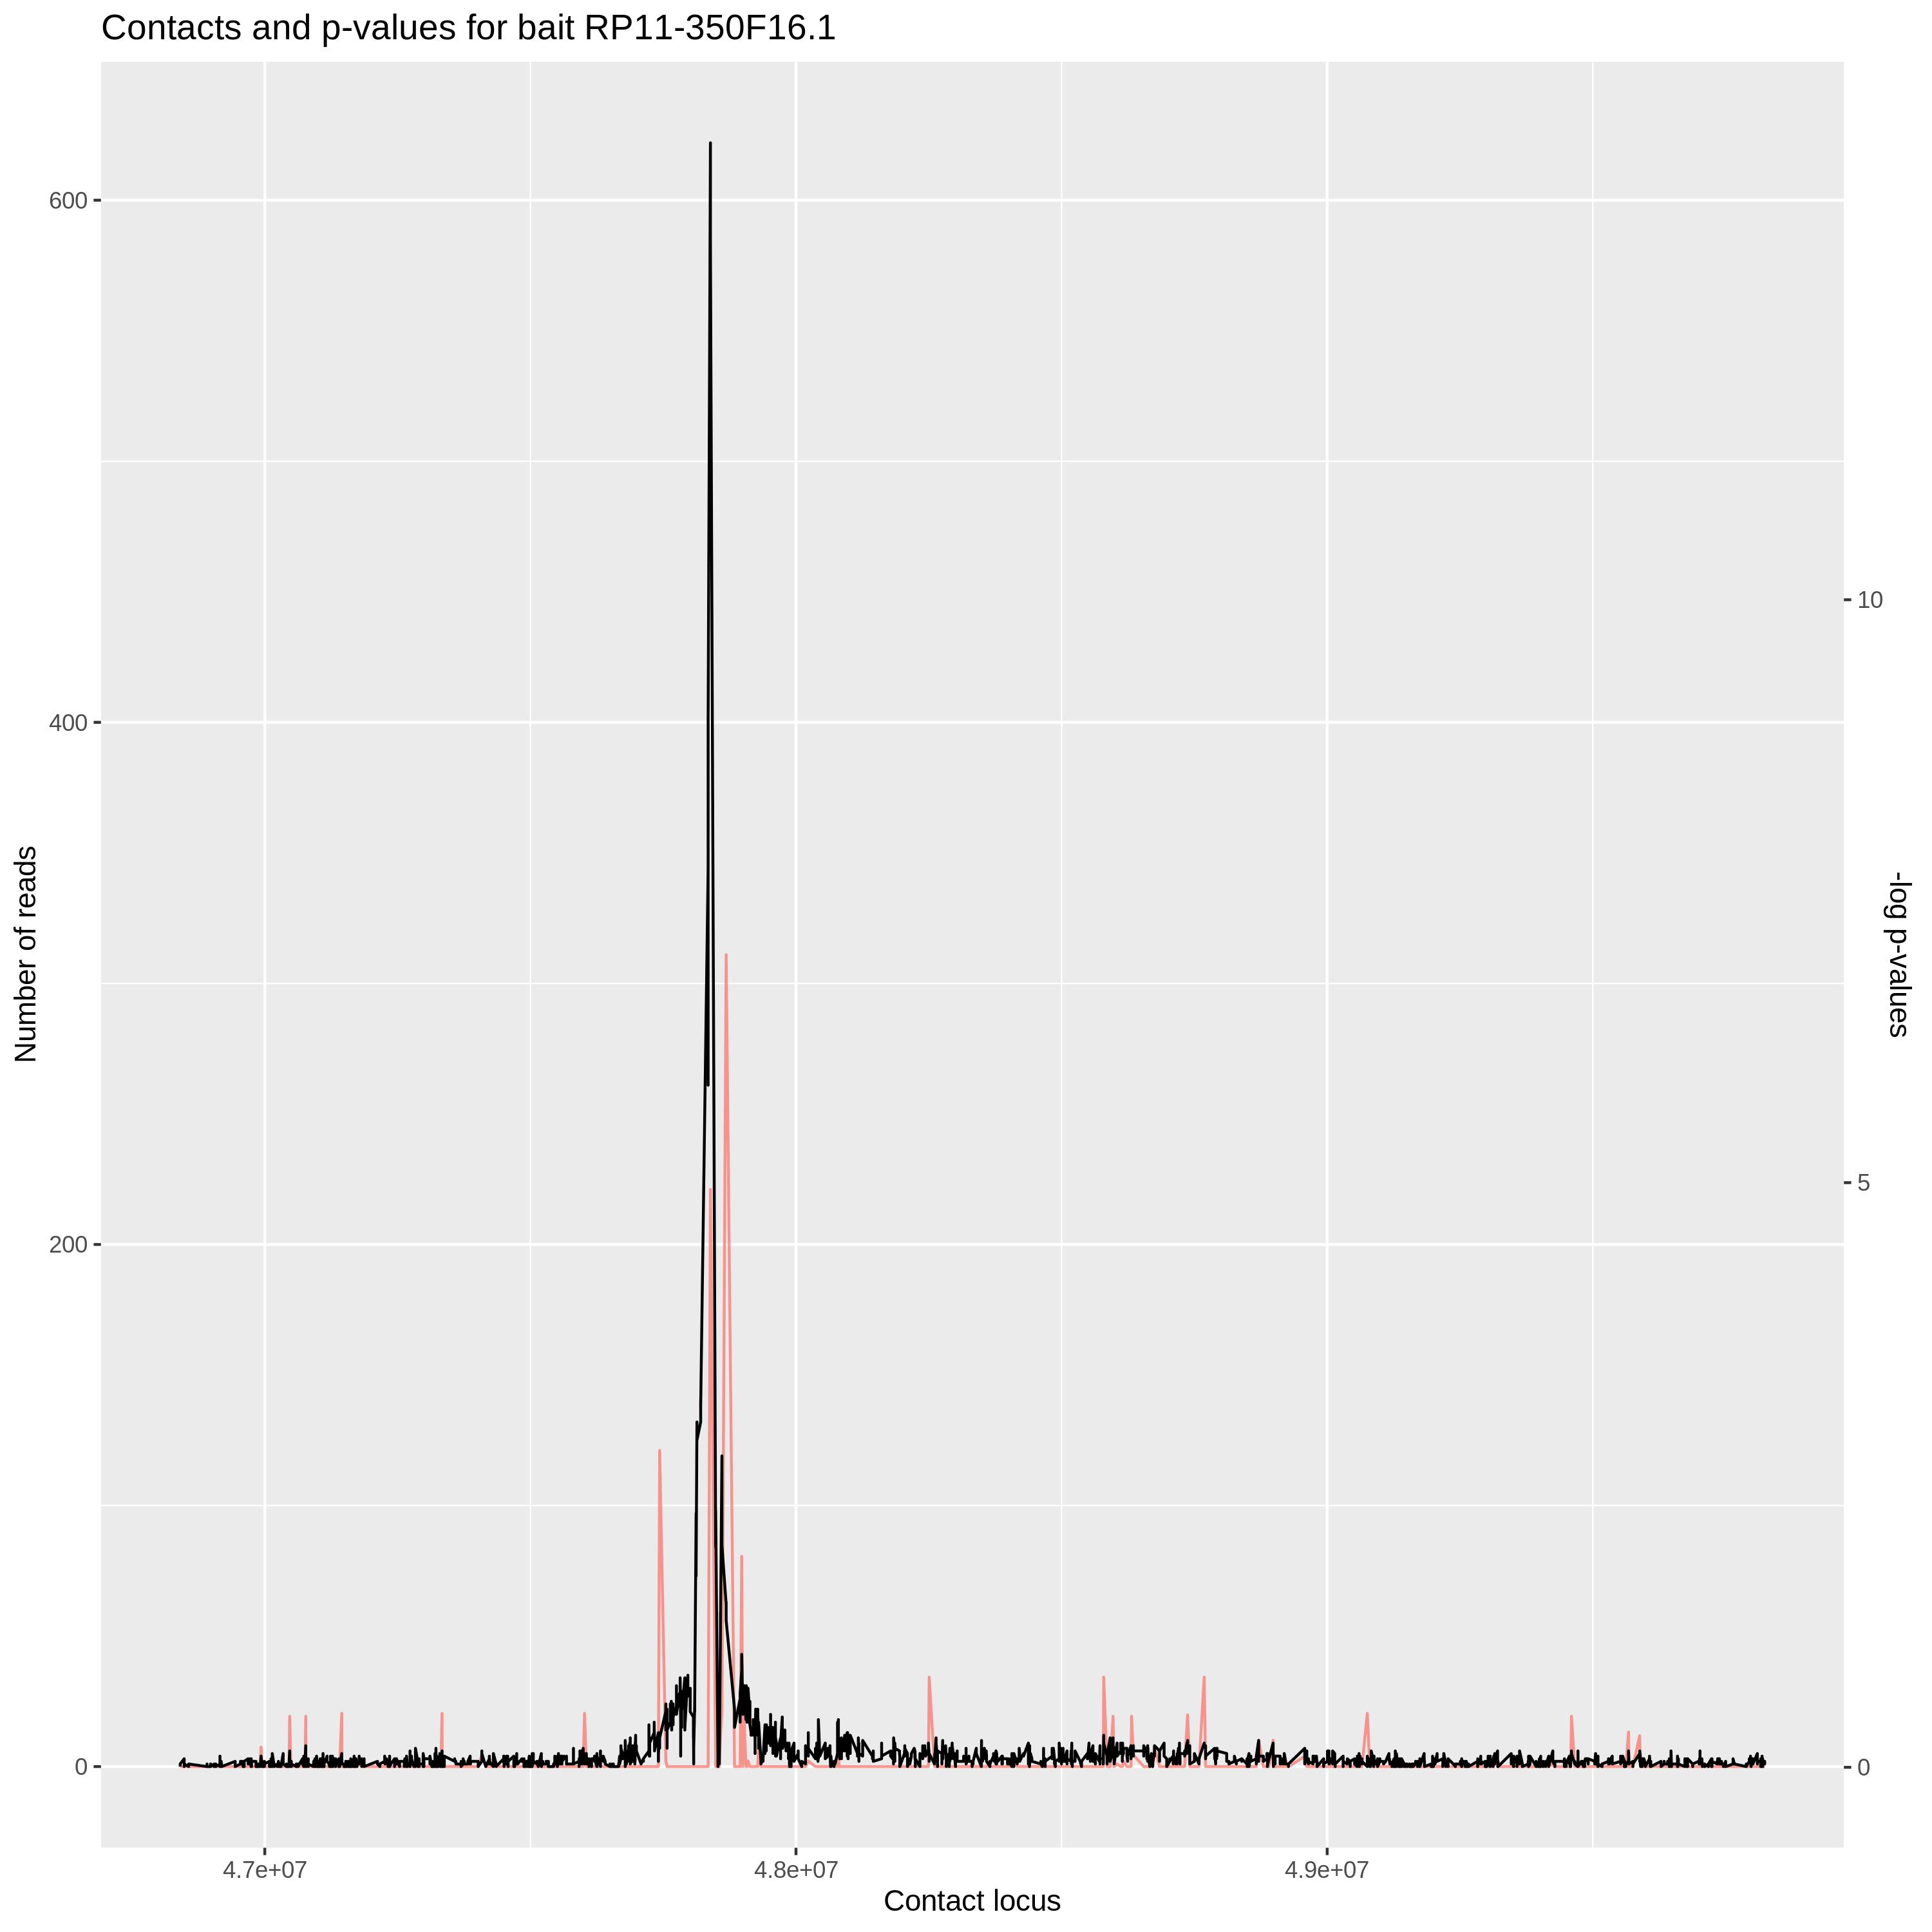 Contacts and p-values for bait RP11-350F16.1
600
400
200
0
Number of reads
10
5
0
-log p-values
4.7e+07
4.8e+07
4.9e+07
Contact locus